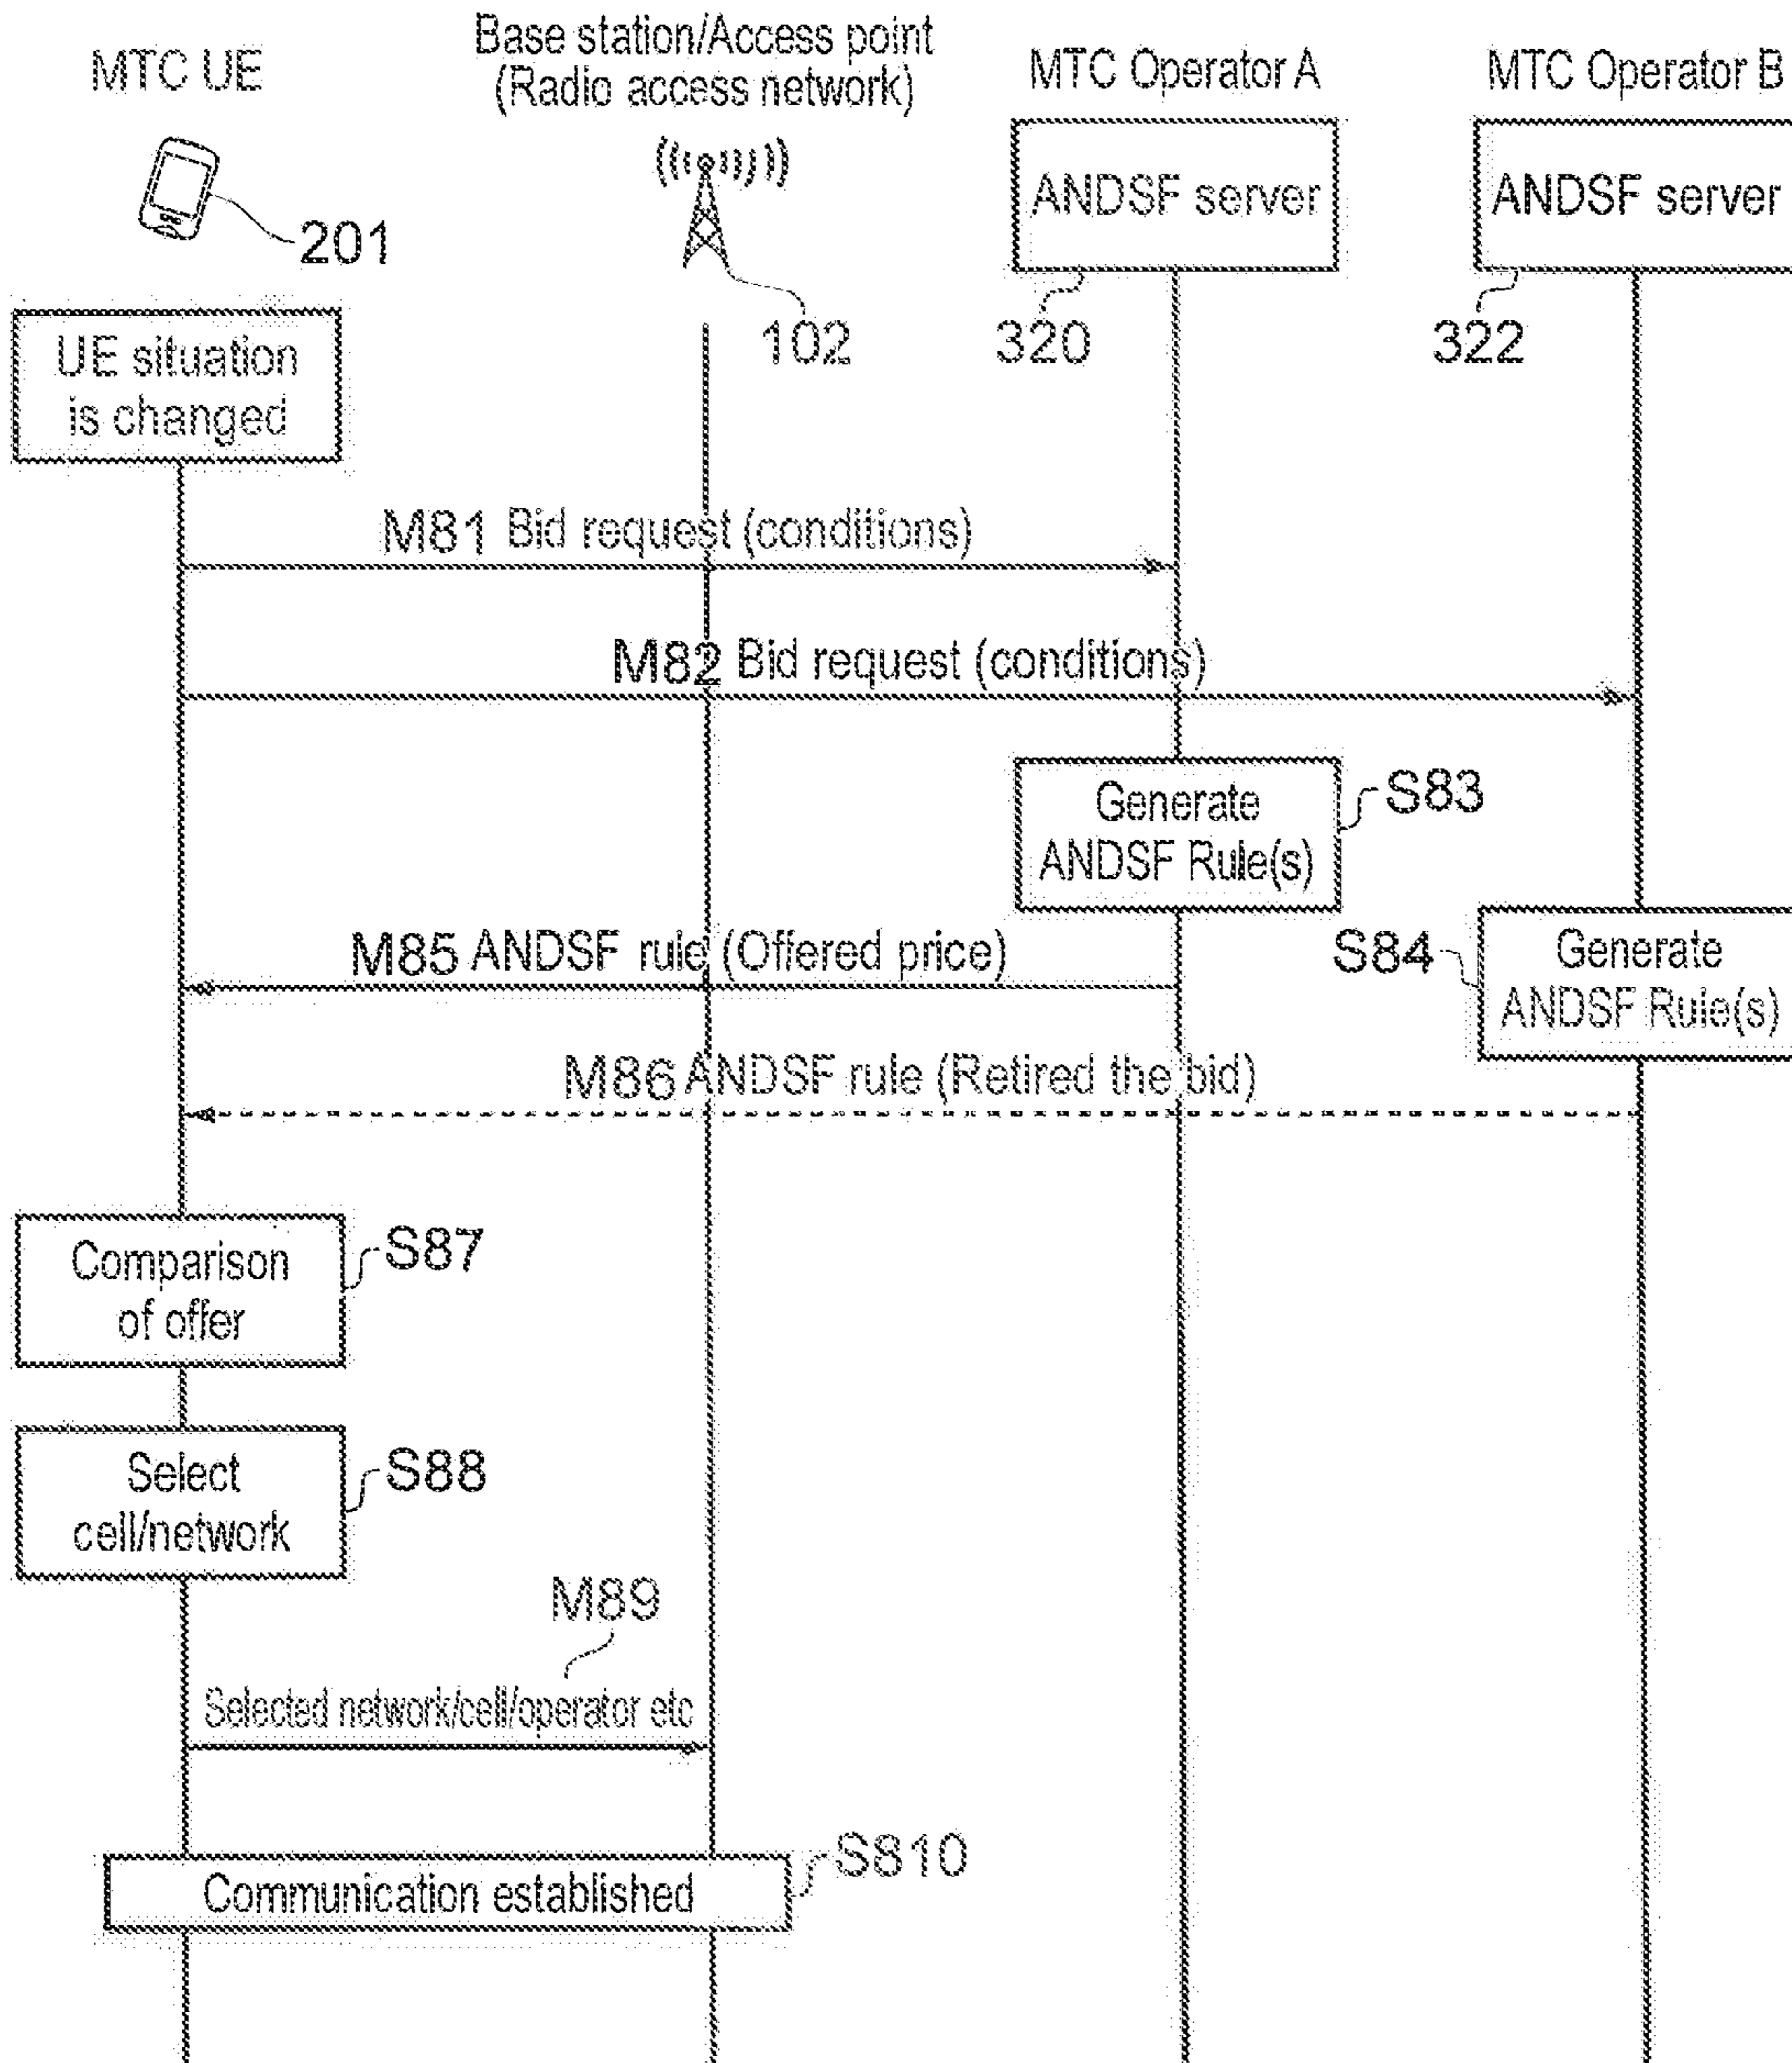 MTC UE
Base station/Access point
(Radio access network)
MTC Operator A
MTC Operator B
ANDSF server
ANDSF server
201
102
320
322
UE situation
is changed
M81 Bid request (conditions)
M82 Bid request (conditions)
Generate
ANDSF Rule(s)
S83
M85 ANDSF rule (Offered price)
S84
Generate
ANDSF Rule(s)
M86 ANDSF rule (Retired the bid)
Comparison
of offer
S87
Select
cell/network
S88
M89
Selected network/cell/operator etc
Communication established
S810